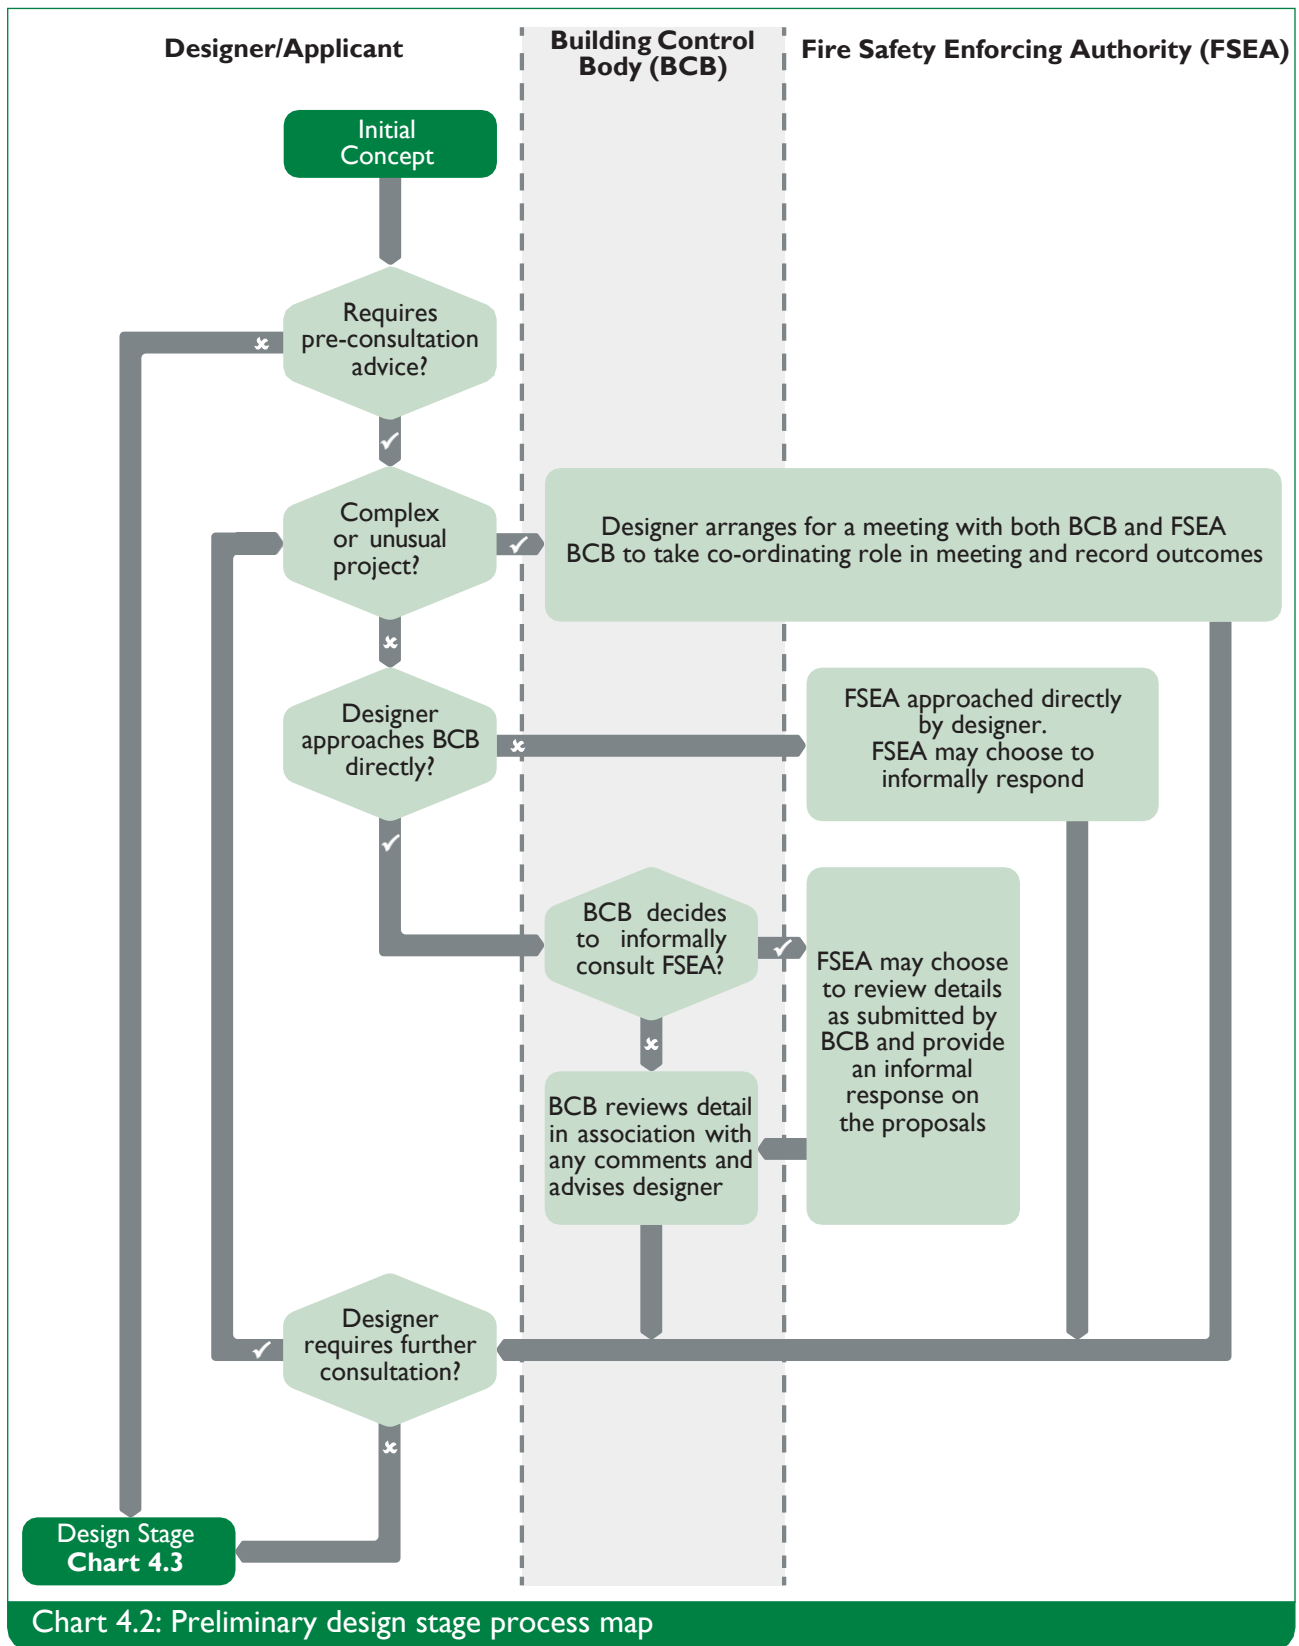 Designer/Applicant
Building Control
Body (BCB)
Fire Safety Enforcing Authority (FSEA)
Initial
Concept
Requires
pre-consultation
advice?
Complex
or unusual
project?
Designer arranges for a meeting with both BCB and FSEA
BCB to take co-ordinating role in meeting and record outcomes
Designer
approaches BCB
directly?
FSEA approached directly
by designer.
FSEA may choose to
informally respond
BCB decides
to informally
consult FSEA?
FSEA may choose
to review details
as submitted by
BCB and provide
an informal
response on
the proposals
BCB reviews detail
in association with
any comments and
advises designer
Designer
requires further
consultation?
Design Stage
Chart 4.3
Chart 4.2: Preliminary design stage process map